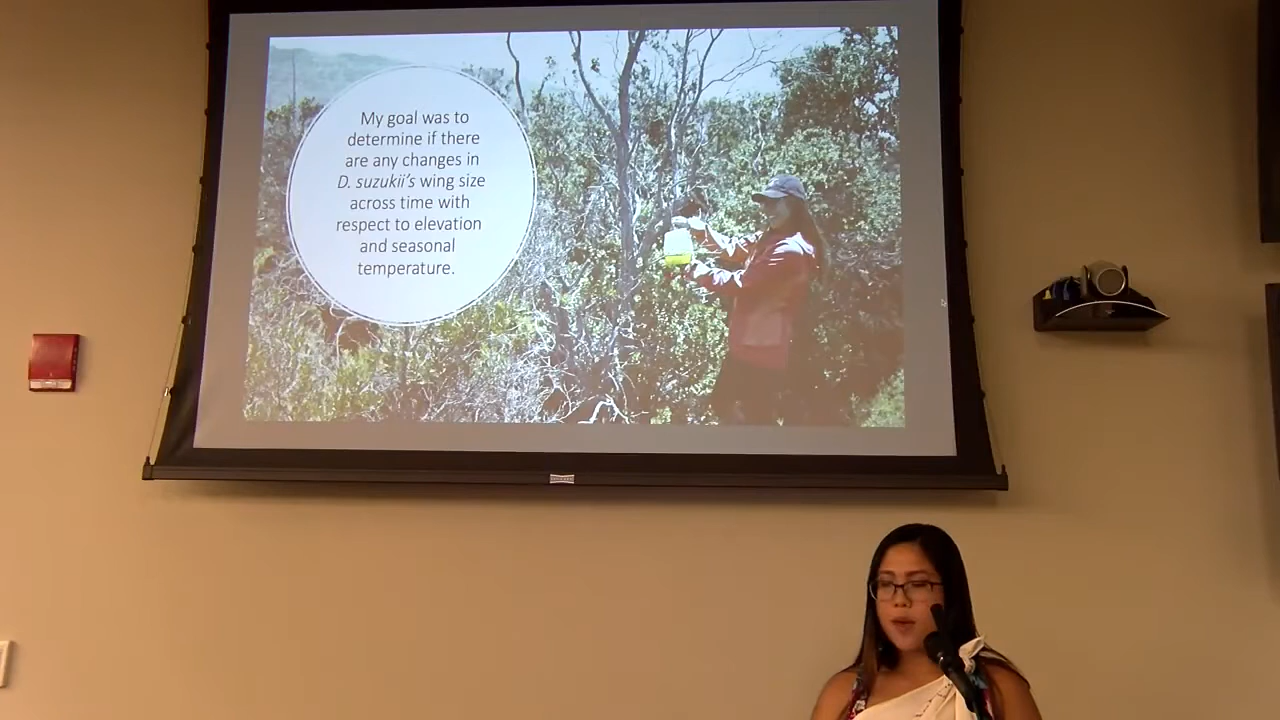 My goal was to
determine if there
are any changes in
D. suzukii's wing size
across time with
respect to elevation
and seasonal
temperature.